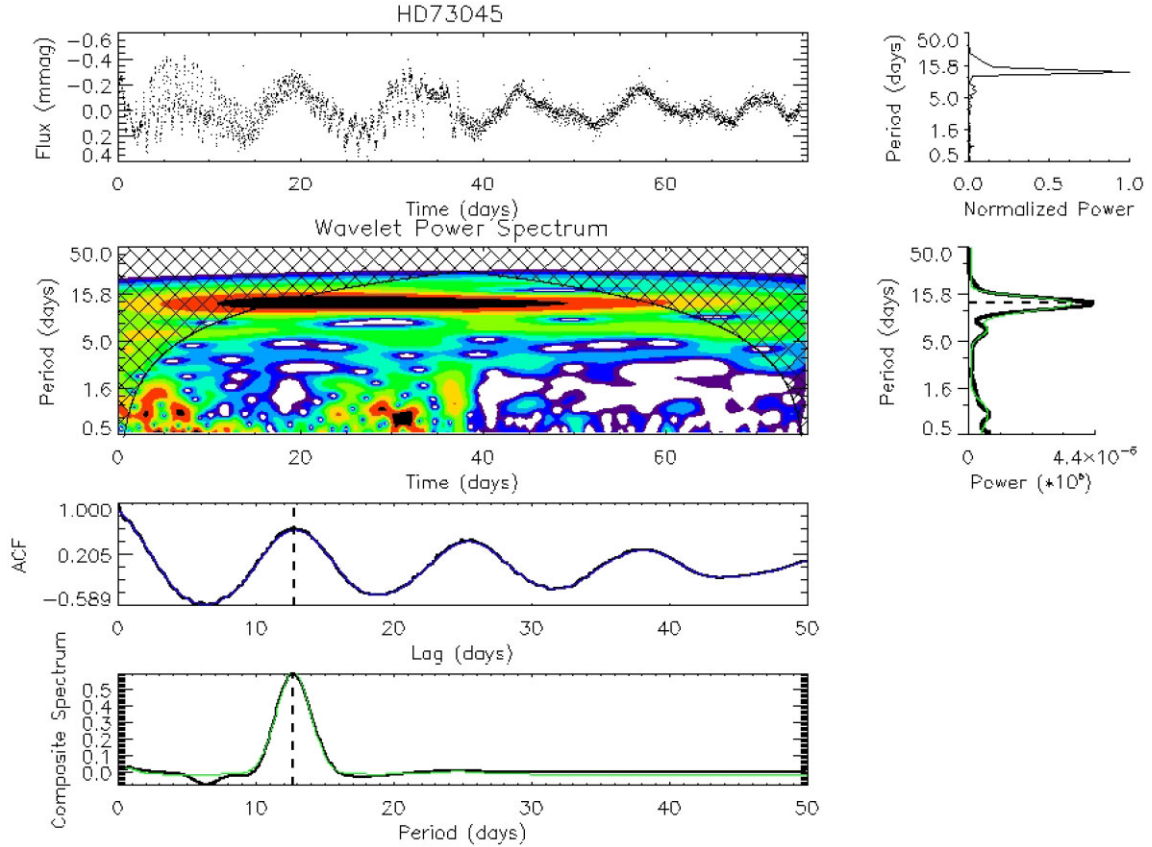 HD73045
Flux (mmag)
-0.6
-0.4
-0.2
0.0
0.2
0.4
0 20 40 60
Time (days)
Period (days)
50.0
15.8
5.0
1.6
0.5
0.0 0.5 1.0
Normalized Power
Wavelet Power Spectrum
Period (days)
50.0
15.8
5.0
1.6
0.5
0 20 40 60
Time (days)
Period (days)
50.0
15.8
5.0
1.6
0.5
0 4.4×10⁻⁶
Power (*10⁶)
ACF
1.000
0.205
-0.589
0 10 20 30 40 50
Lag (days)
Composite Spectrum
0.5
0.4
0.3
0.2
0.1
0.0
0 10 20 30 40 50
Period (days)